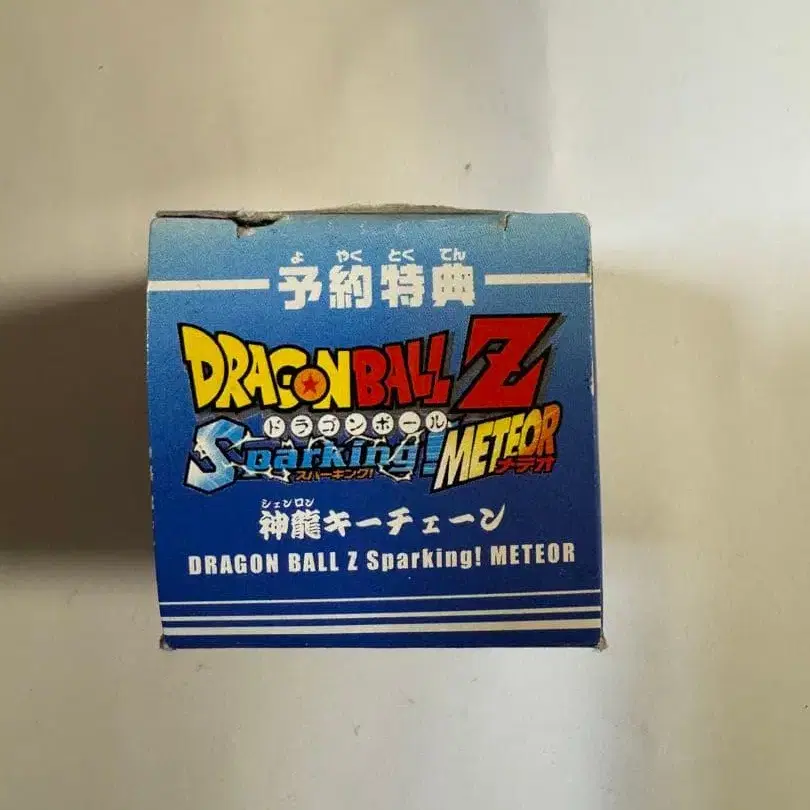 よ やく とく てん
予約特典
DRAGON BALL Z
ドラゴンボール
Sparking! METEOR
スパーキング! メテオ
シェンロン
神龍キーチェーン
DRAGON BALL Z Sparking! METEOR